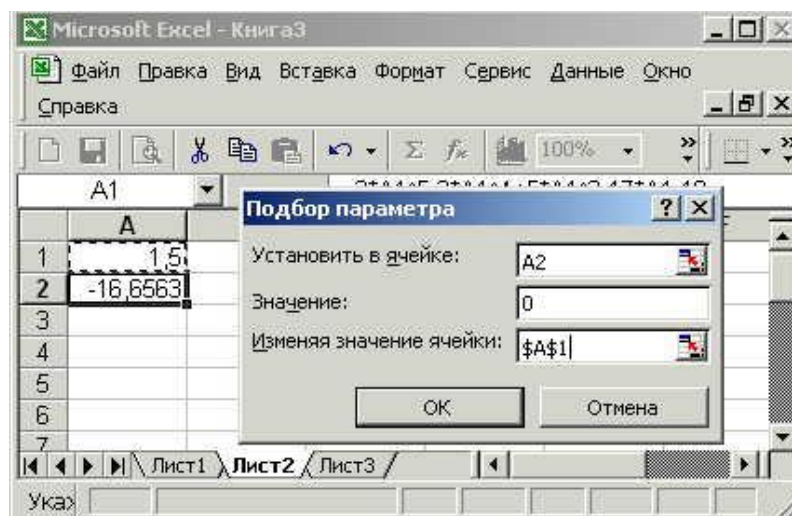 Microsoft Excel - Книга3
Файл Правка Вид Вставка Формат Сервис Данные Окно
Справка
100%
A1
A
1 1,5
2 -16,6563
3
4
5
6
7
Подбор параметра
Установить в ячейке: A2
Значение: 0
Изменяя значение ячейки: $A$1
OK Отмена
Лист1 Лист2 Лист3